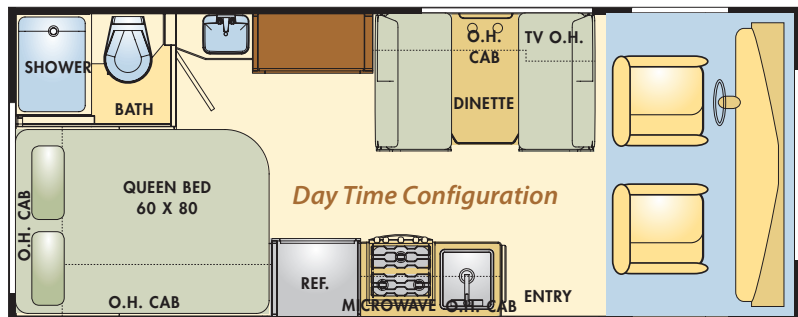 O.H.
CAB
TV O.H.
SHOWER
BATH
DINETTE
QUEEN BED
60 X 80
Day Time Configuration
O.H. CAB
REF.
ENTRY
O.H. CAB
MICROWAVE
O.H. CAB